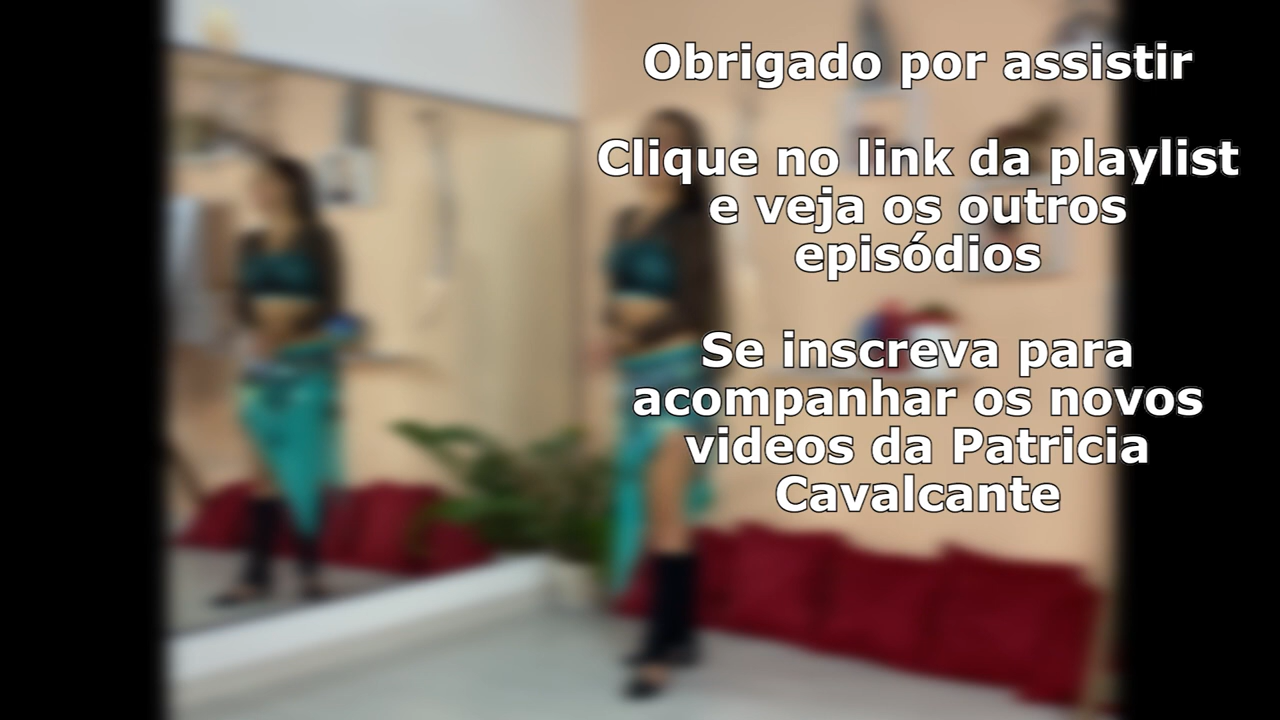 Obrigado por assistir
Clique no link da playlist
e veja os outros
episódios
Se inscreva para
acompanhar os novos
videos da Patricia
Cavalcante